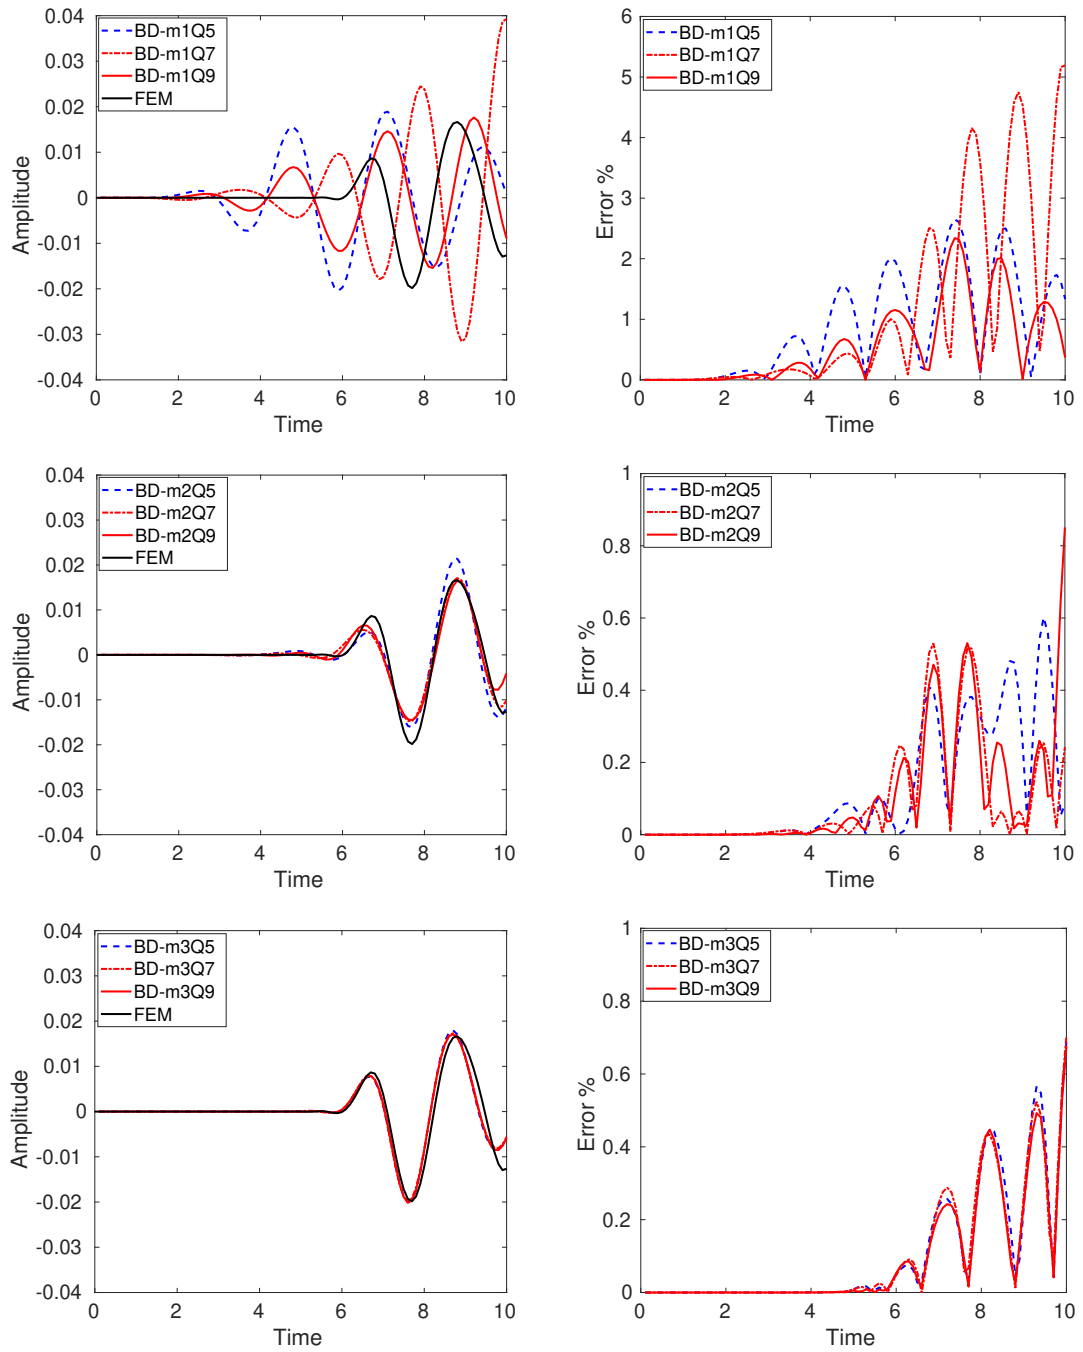 0.04
0.03
0.02
0.01
0
-0.01
-0.02
-0.03
-0.04
Amplitude
BD-m1Q5
BD-m1Q7
BD-m1Q9
FEM
0 2 4 6 8 10
Time
6
5
4
3
2
1
0
Error %
BD-m1Q5
BD-m1Q7
BD-m1Q9
0 2 4 6 8 10
Time
0.04
0.03
0.02
0.01
0
-0.01
-0.02
-0.03
-0.04
Amplitude
BD-m2Q5
BD-m2Q7
BD-m2Q9
FEM
0 2 4 6 8 10
Time
1
0.8
0.6
0.4
0.2
0
Error %
BD-m2Q5
BD-m2Q7
BD-m2Q9
0 2 4 6 8 10
Time
0.04
0.03
0.02
0.01
0
-0.01
-0.02
-0.03
-0.04
Amplitude
BD-m3Q5
BD-m3Q7
BD-m3Q9
FEM
0 2 4 6 8 10
Time
1
0.8
0.6
0.4
0.2
0
Error %
BD-m3Q5
BD-m3Q7
BD-m3Q9
0 2 4 6 8 10
Time